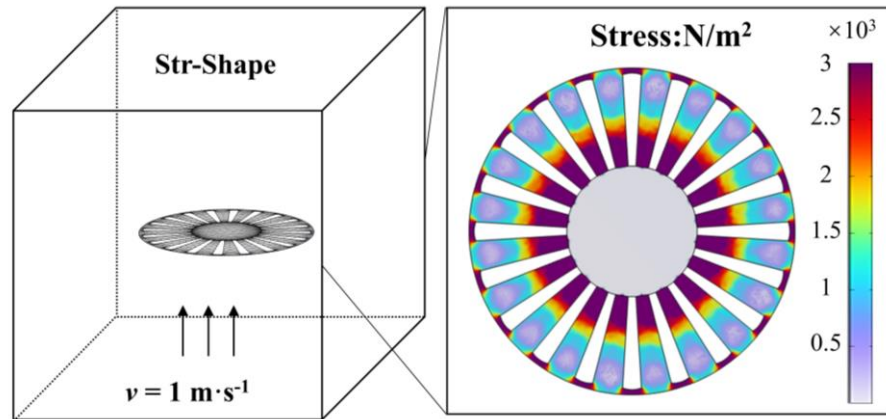 Str-Shape
v = 1 m·s⁻¹
Stress:N/m²
×10³
3
2.5
2
1.5
1
0.5